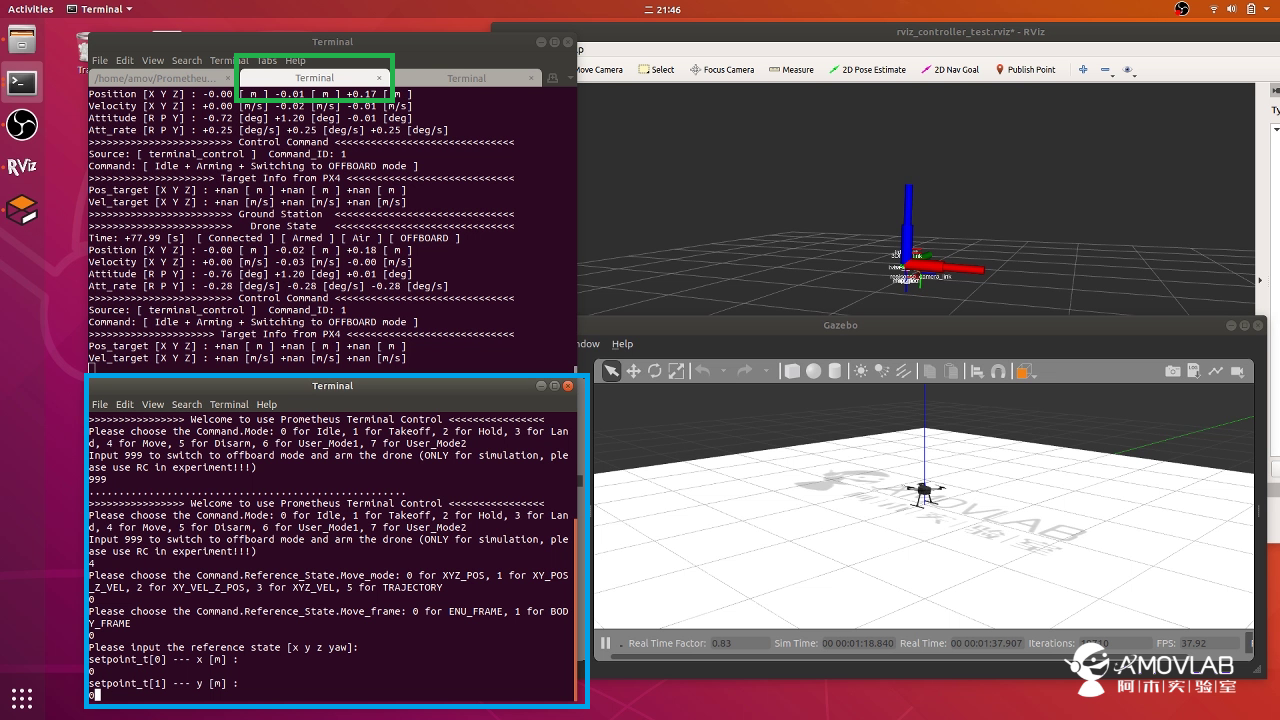 Activities
Terminal
二 21:46
Terminal
File Edit View Search Terminal Tabs Help
/home/amov/Prometheu... × Terminal × Terminal ×
Position [X Y Z] : -0.00 [ m ] -0.01 [ m ] +0.17 [ m ]
Velocity [X Y Z] : +0.00 [m/s] -0.02 [m/s] -0.01 [m/s]
Attitude [R P Y] : -0.72 [deg] +1.20 [deg] -0.01 [deg]
Att_rate [R P Y] : +0.25 [deg/s] +0.25 [deg/s] +0.25 [deg/s]
>>>>>>>>>>>>>>>>>>>>>>>> Control Command <<<<<<<<<<<<<<<<<<<<<<<<<<<<<<
Source: [ terminal_control ] Command_ID: 1
Command: [ Idle + Arming + Switching to OFFBOARD mode ]
>>>>>>>>>>>>>>>>>>>>> Target Info from PX4 <<<<<<<<<<<<<<<<<<<<<<<<<<<<<
Pos_target [X Y Z] : +nan [ m ] +nan [ m ] +nan [ m ]
Vel_target [X Y Z] : +nan [m/s] +nan [m/s] +nan [m/s]
>>>>>>>>>>>>>>>>>>>>>>>> Ground Station <<<<<<<<<<<<<<<<<<<<<<<<<<<<<<
>>>>>>>>>>>>>>>>>>>>>>>> Drone State <<<<<<<<<<<<<<<<<<<<<<<<<<<<<<
Time: +77.99 [s] [ Connected ] [ Armed ] [ Air ] [ OFFBOARD ]
Position [X Y Z] : -0.00 [ m ] -0.02 [ m ] +0.18 [ m ]
Velocity [X Y Z] : +0.00 [m/s] -0.03 [m/s] -0.00 [m/s]
Attitude [R P Y] : -0.76 [deg] +1.20 [deg] +0.01 [deg]
Att_rate [R P Y] : -0.28 [deg/s] -0.28 [deg/s] -0.28 [deg/s]
>>>>>>>>>>>>>>>>>>>>>>>> Control Command <<<<<<<<<<<<<<<<<<<<<<<<<<<<<<
Source: [ terminal_control ] Command_ID: 1
Command: [ Idle + Arming + Switching to OFFBOARD mode ]
>>>>>>>>>>>>>>>>>>>>> Target Info from PX4 <<<<<<<<<<<<<<<<<<<<<<<<<<<<<
Pos_target [X Y Z] : +nan [ m ] +nan [ m ] +nan [ m ]
Vel_target [X Y Z] : +nan [m/s] +nan [m/s] +nan [m/s]
Terminal
File Edit View Search Terminal Help
>>>>>>>>>>>>>>>> Welcome to use Prometheus Terminal Control <<<<<<<<<<<<<<<<
Please choose the Command.Mode: 0 for Idle, 1 for Takeoff, 2 for Hold, 3 for Lan
d, 4 for Move, 5 for Disarm, 6 for User_Mode1, 7 for User_Mode2
Input 999 to switch to offboard mode and arm the drone (ONLY for simulation, ple
ase use RC in experiment!!!)
999
.....................................................
>>>>>>>>>>>>>>>> Welcome to use Prometheus Terminal Control <<<<<<<<<<<<<<<<
Please choose the Command.Mode: 0 for Idle, 1 for Takeoff, 2 for Hold, 3 for Lan
d, 4 for Move, 5 for Disarm, 6 for User_Mode1, 7 for User_Mode2
Input 999 to switch to offboard mode and arm the drone (ONLY for simulation, ple
ase use RC in experiment!!!)
4
Please choose the Command.Reference_State.Move_mode: 0 for XYZ_POS, 1 for XY_POS
_Z_VEL, 2 for XY_VEL_Z_POS, 3 for XYZ_VEL, 5 for TRAJECTORY
0
Please choose the Command.Reference_State.Move_frame: 0 for ENU_FRAME, 1 for BOD
Y_FRAME
0
Please input the reference state [x y z yaw]:
setpoint_t[0] --- x [m] :
0
setpoint_t[1] --- y [m] :
0
rviz_controller_test.rviz* - RViz
Move Camera Select Focus Camera Measure 2D Pose Estimate 2D Nav Goal Publish Point
Gazebo
ndow Help
AMOVLAB
Real Time Factor: 0.83 Sim Time: 00 00:01:18.840 Real Time: 00 00:01:37.907 Iterations: FPS: 37.92
RViz
AMOVLAB
阿木实验室